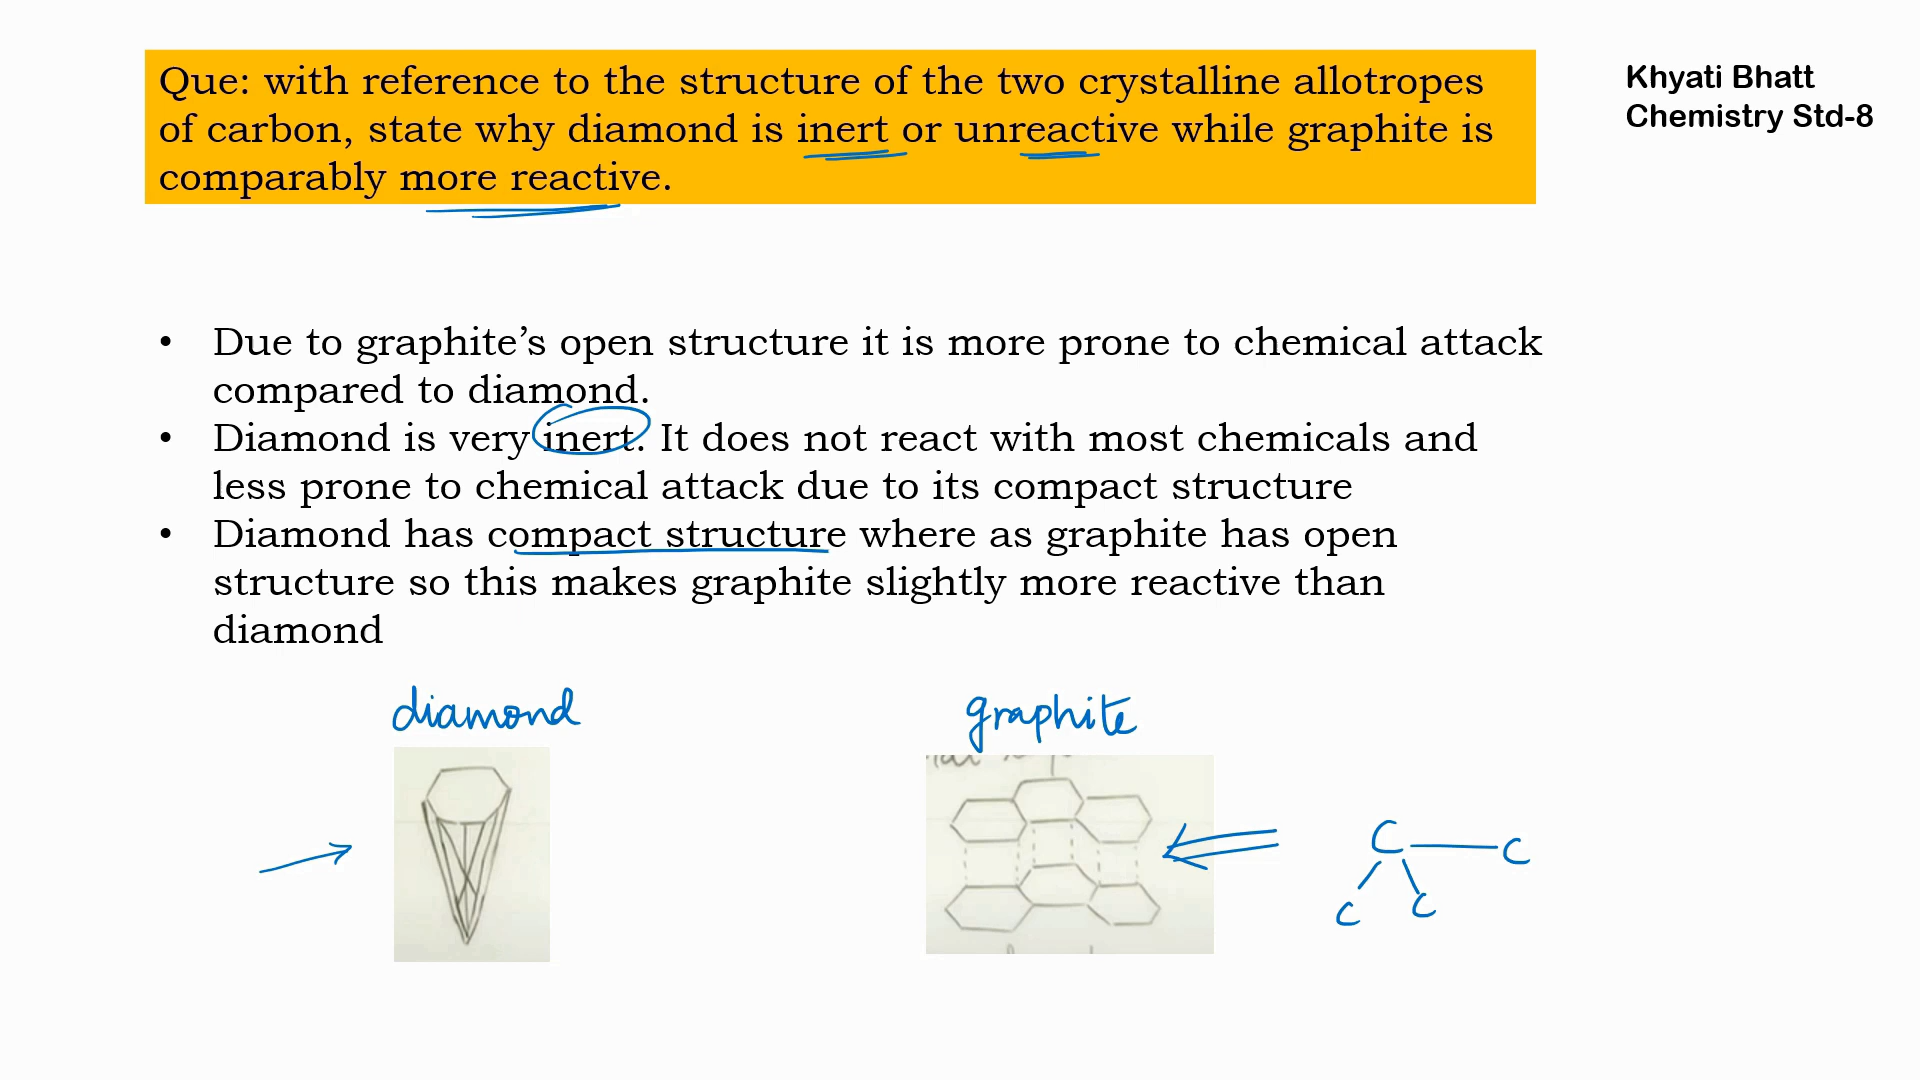 Que: with reference to the structure of the two crystalline allotropes
of carbon, state why diamond is inert or unreactive while graphite is
comparably more reactive.
Khyati Bhatt
Chemistry Std-8
• Due to graphite’s open structure it is more prone to chemical attack
compared to diamond.
• Diamond is very inert. It does not react with most chemicals and
less prone to chemical attack due to its compact structure
• Diamond has compact structure where as graphite has open
structure so this makes graphite slightly more reactive than
diamond
diamond
graphite
C C
C C